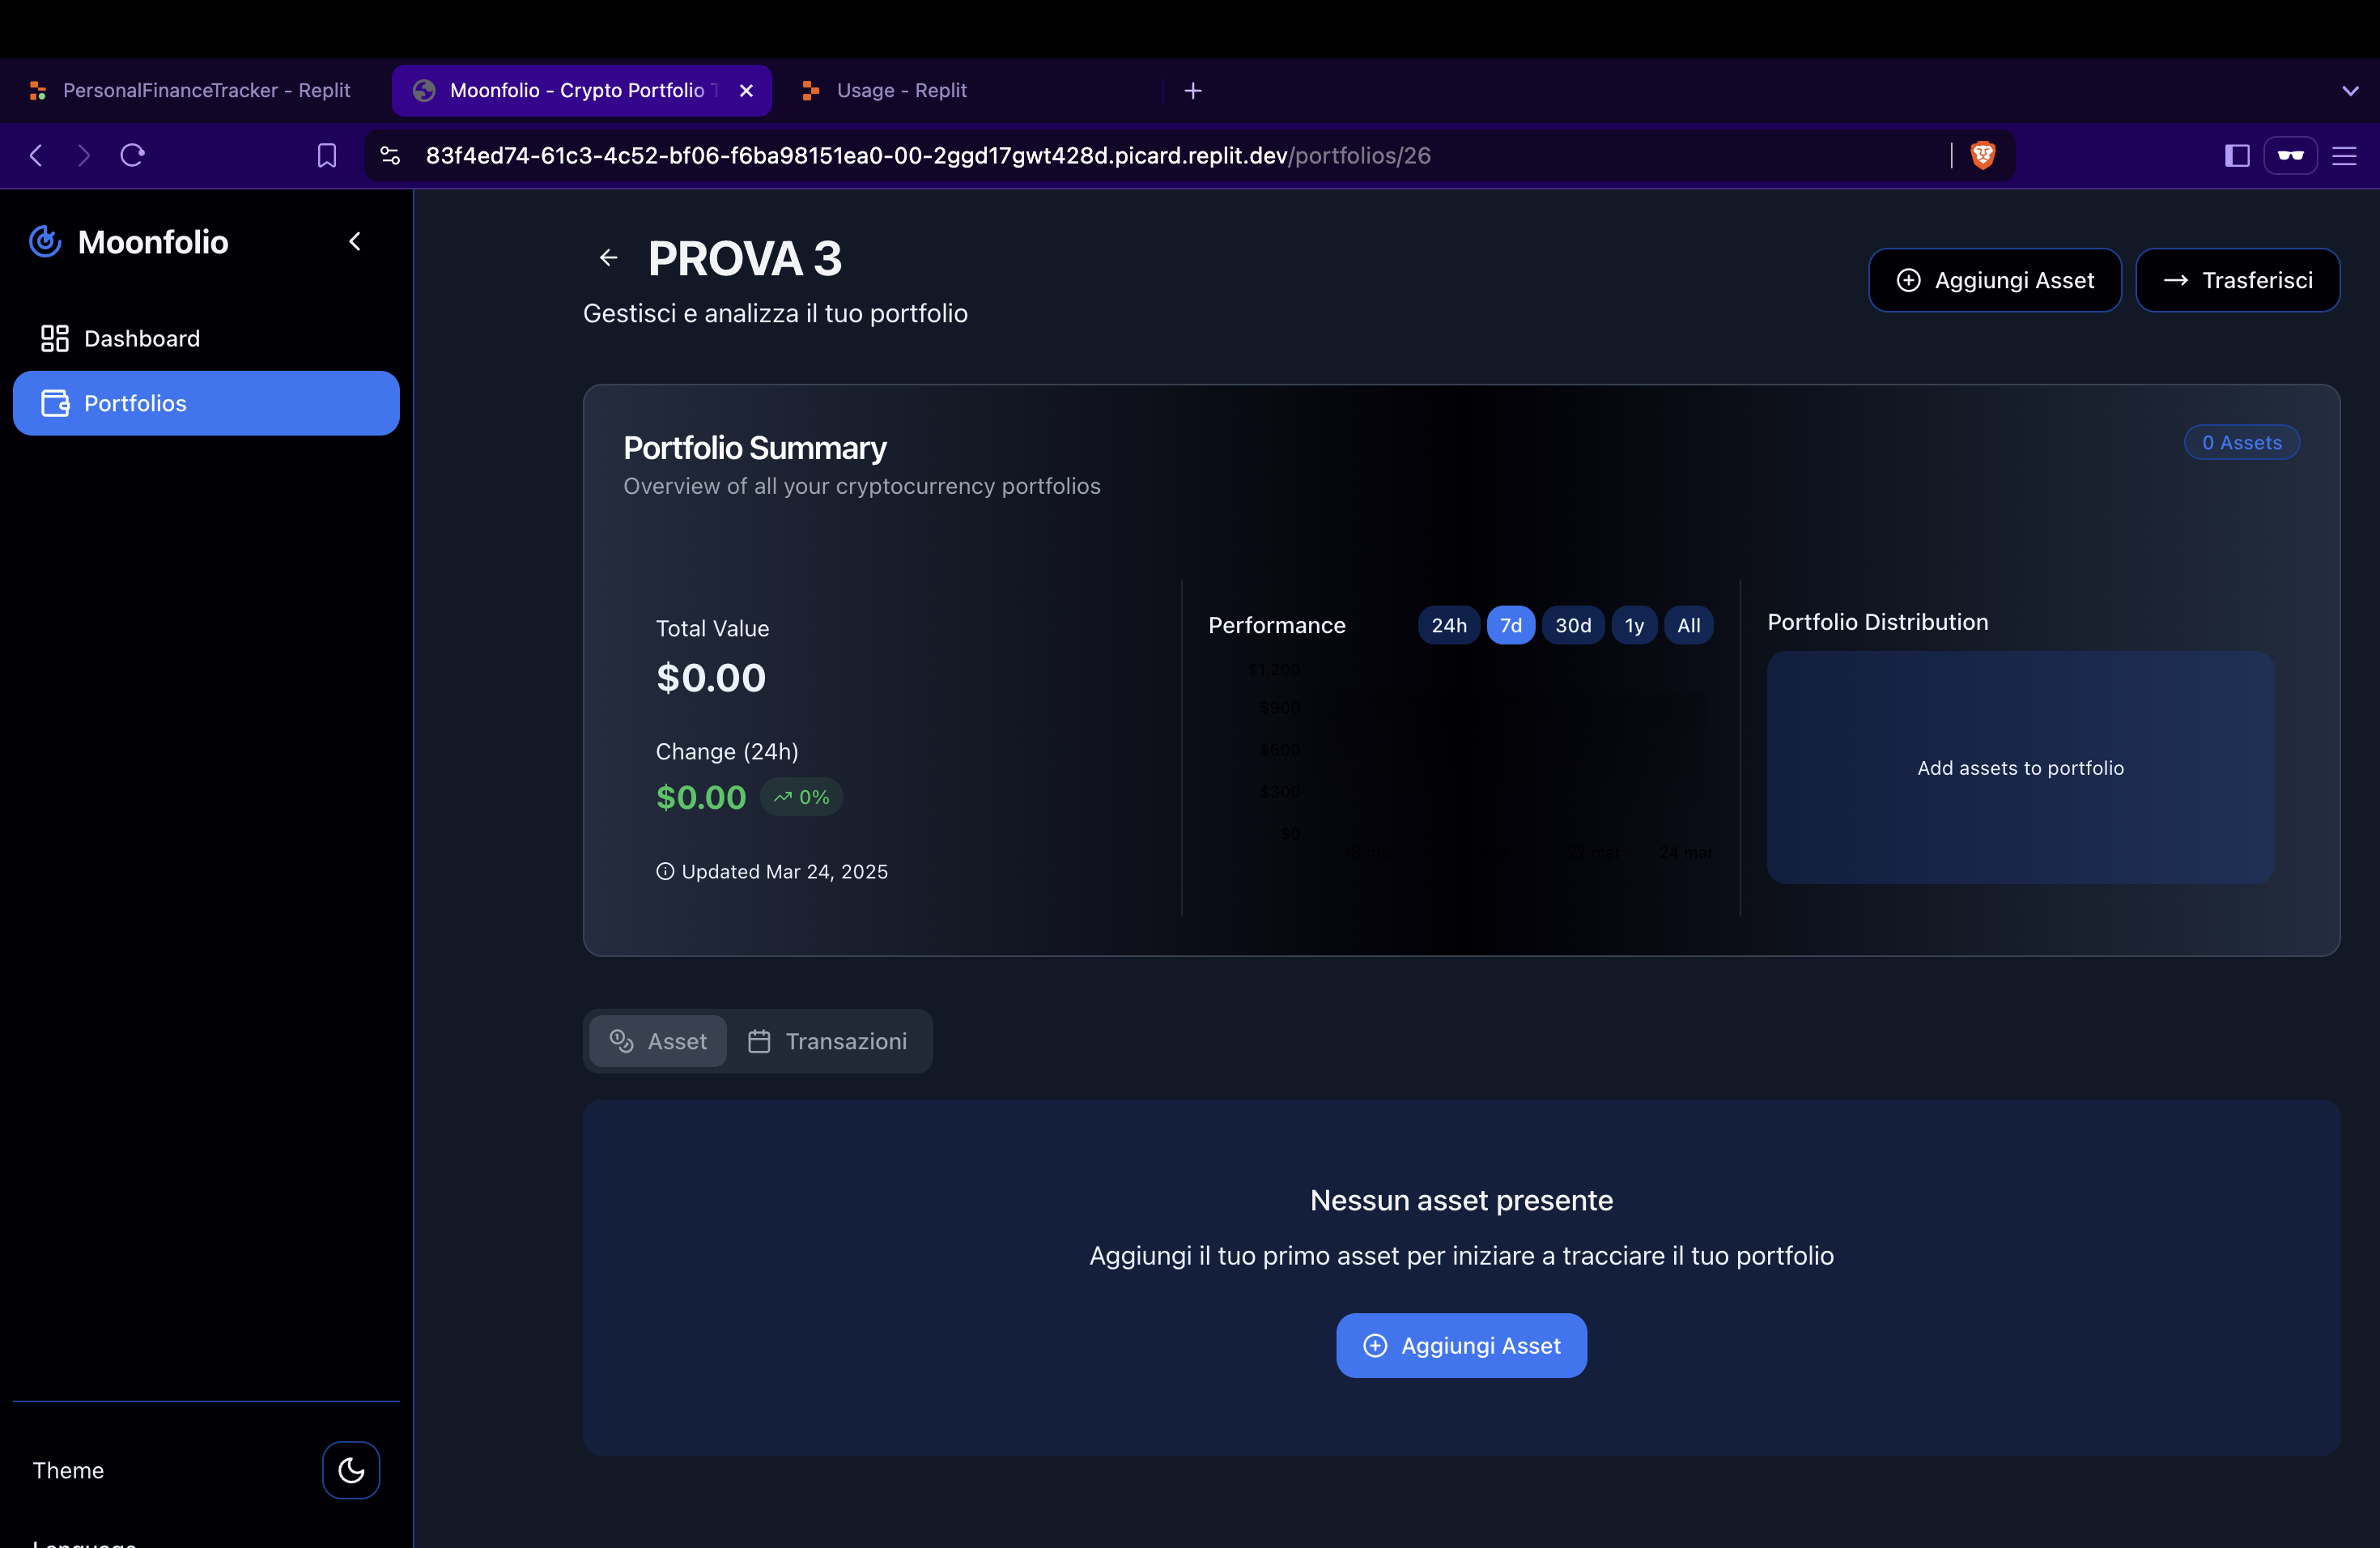 PersonalFinanceTracker - Replit
Moonfolio - Crypto Portfolio T
Usage - Replit
83f4ed74-61c3-4c52-bf06-f6ba98151ea0-00-2ggd17gwt428d.picard.replit.dev/portfolios/26
Moonfolio
Dashboard
Portfolios
Theme
PROVA 3
Gestisci e analizza il tuo portfolio
Aggiungi Asset
Trasferisci
Portfolio Summary
Overview of all your cryptocurrency portfolios
0 Assets
Total Value
$0.00
Change (24h)
$0.00
0%
Updated Mar 24, 2025
Performance
24h
7d
30d
1y
All
$1.200
$900
$600
$300
$0
18 mar
22 mar
24 mar
Portfolio Distribution
Add assets to portfolio
Asset
Transazioni
Nessun asset presente
Aggiungi il tuo primo asset per iniziare a tracciare il tuo portfolio
Aggiungi Asset